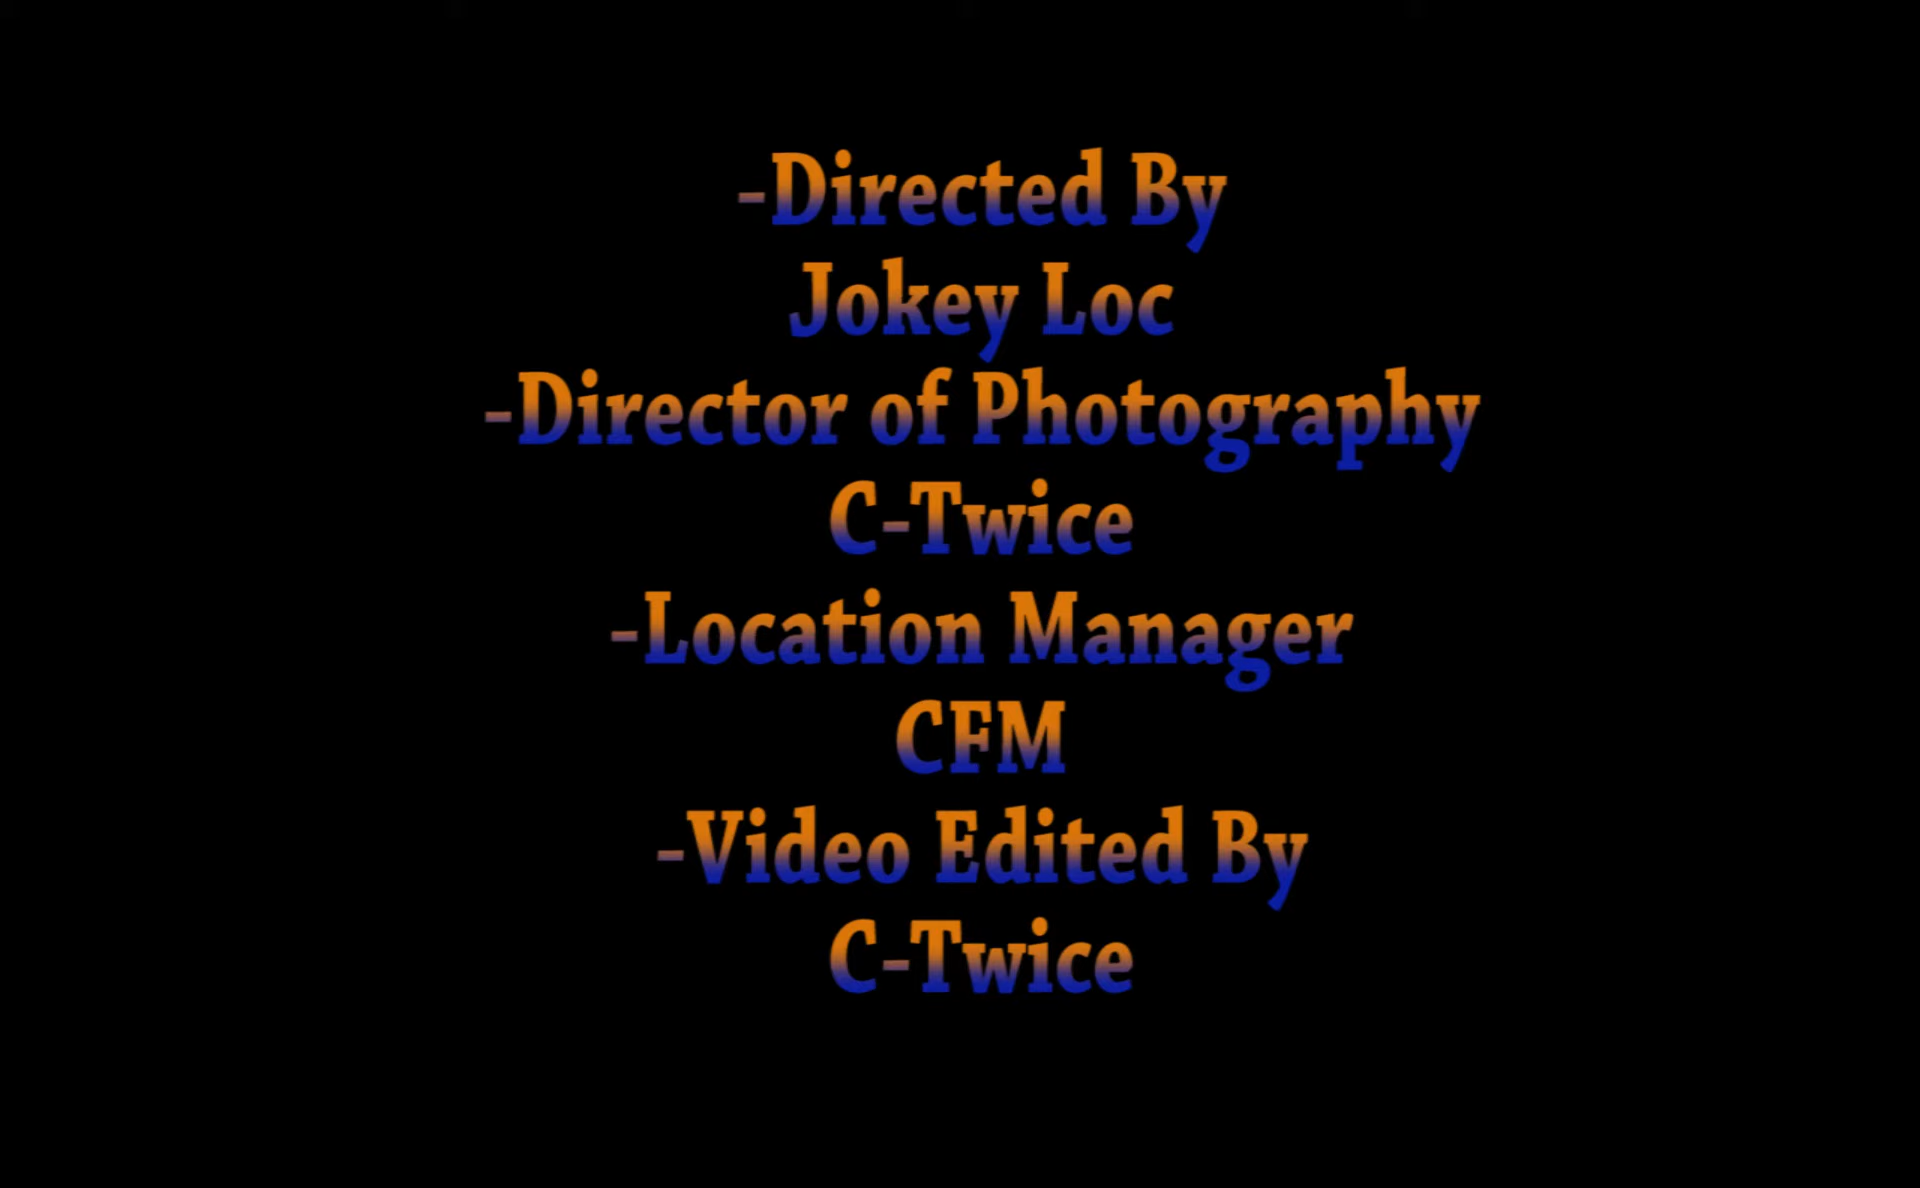 -Directed By
Jokey Loc
-Director of Photography
C-Twice
-Location Manager
CFM
-Video Edited By
C-Twice